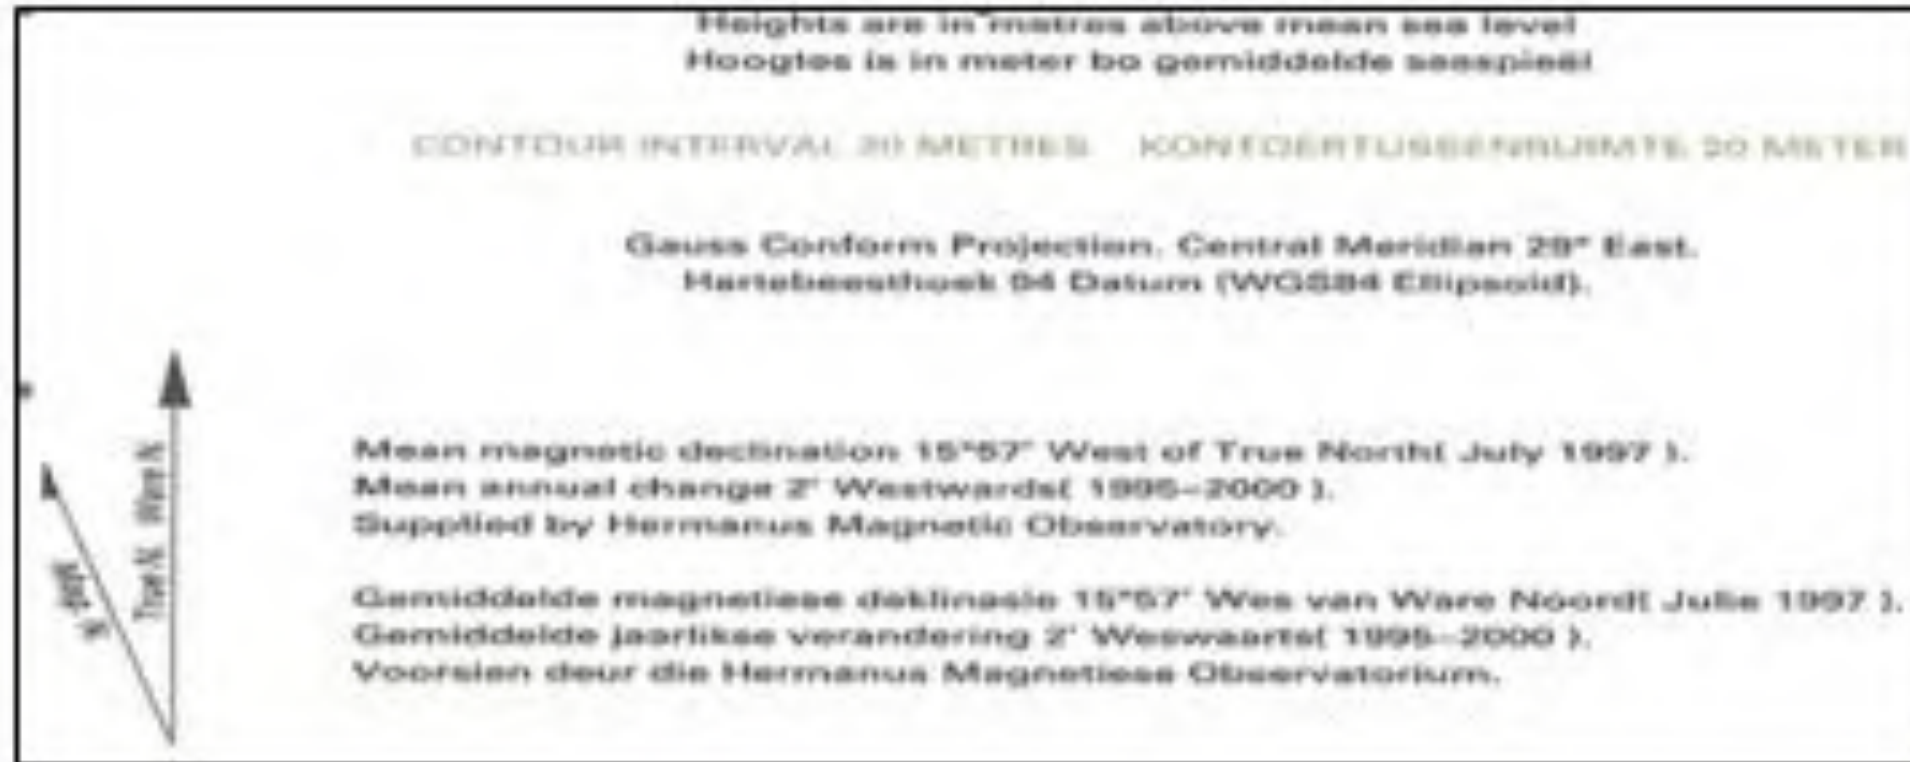 Heights are in metres above mean sea level
Hoogtes is in meter bo gemiddelde seespieël
CONTOUR INTERVAL 20 METRES KONTOERTUSSENRUIMTE 20 METER
Gauss Conform Projection. Central Meridian 29° East.
Hartebeesthoek 94 Datum (WGS84 Ellipsoid).
True N Ware N
Mag. N
Mean magnetic declination 15°57' West of True North( July 1997 ).
Mean annual change 2' Westwards( 1995–2000 ).
Supplied by Hermanus Magnetic Observatory.
Gemiddelde magnetiese deklinasie 15°57' Wes van Ware Noord( Julie 1997 ).
Gemiddelde jaarlikse verandering 2' Weswaarts( 1995–2000 ).
Voorsien deur die Hermanus Magnetiese Observatorium.